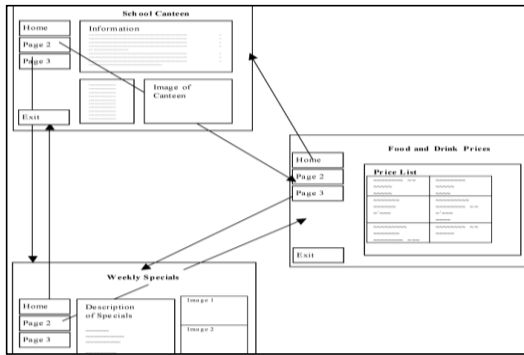 School Canteen
Home
Page 2
Page 3
Exit
Information
Image of
Canteen
Food and Drink Prices
Home
Page 2
Page 3
Exit
Price List
Weekly Specials
Home
Page 2
Page 3
Description
of Specials
Image 1
Image 2